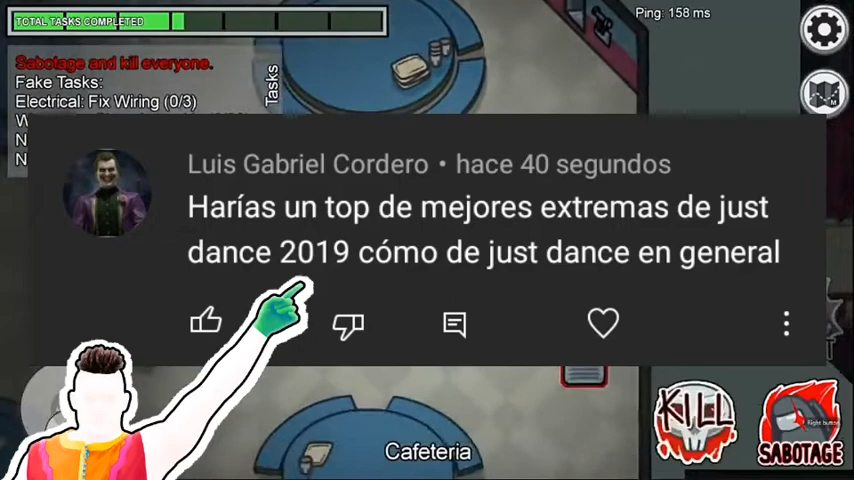 TOTAL TASKS COMPLETED
Ping: 158 ms
Sabotage and kill everyone.
Fake Tasks:
Electrical: Fix Wiring (0/3)
W
N
N
Tasks
M
Luis Gabriel Cordero • hace 40 segundos
Harías un top de mejores extremas de just
dance 2019 cómo de just dance en general
Cafeteria
KILL
Right button
SABOTAGE